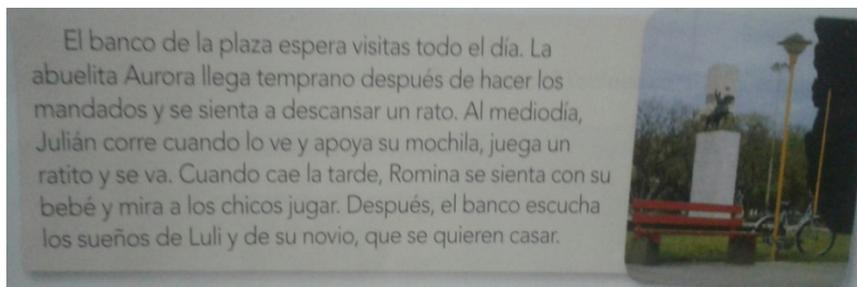 El banco de la plaza espera visitas todo el día. La
abuelita Aurora llega temprano después de hacer los
mandados y se sienta a descansar un rato. Al mediodía,
Julián corre cuando lo ve y apoya su mochila, juega un
ratito y se va. Cuando cae la tarde, Romina se sienta con su
bebé y mira a los chicos jugar. Después, el banco escucha
los sueños de Luli y de su novio, que se quieren casar.